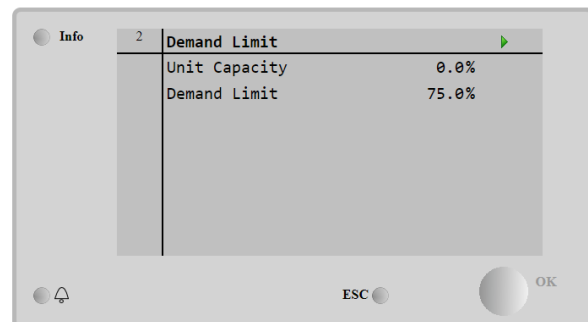 Info
2 Demand Limit
Unit Capacity 0.0%
Demand Limit 75.0%
ESC
OK